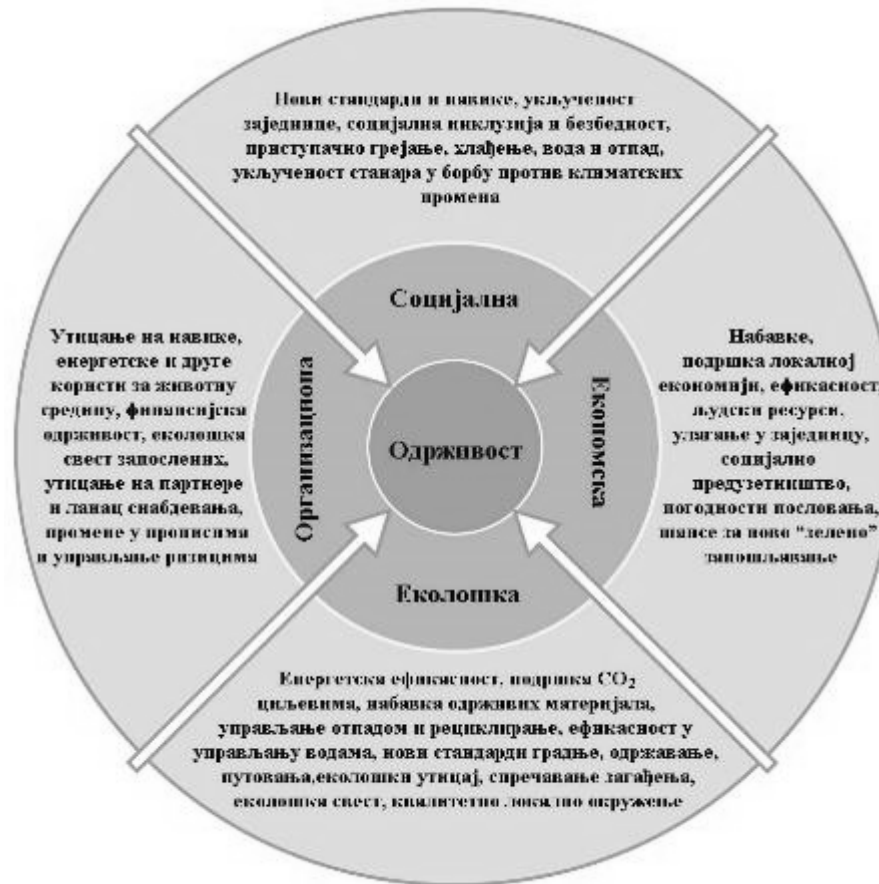 Нови стандарди и навике, укљученост
заједнице, социјална инклузија и безбедност,
приступачно грејање, хлађење, вода и отпад,
укљученост станара у борбу против климатских
промена
Социјална
Утицање на навике,
енергетске и друге
користи за животну
средину, финансијска
одрживост, еколошка
свест запослених,
утицање на партнере
и ланац снабдевања,
промене у прописима
и управљање ризицима
Организациона
Одрживост
Економска
Набавке,
подршка локалној
економији, ефикасност,
људски ресурси,
улагање у заједницу,
социјално
предузетништво,
погодности пословања,
шансе за ново “зелено”
запошљавање
Еколошка
Енергетска ефикасност, подршка CO₂
циљевима, набавка одрживих материјала,
управљање отпадом и рециклирање, ефикасност у
управљању водама, нови стандарди градње, одржавање,
путовања,еколошки утицај, спречавање загађења,
еколошка свест, квалитетно локално окружење